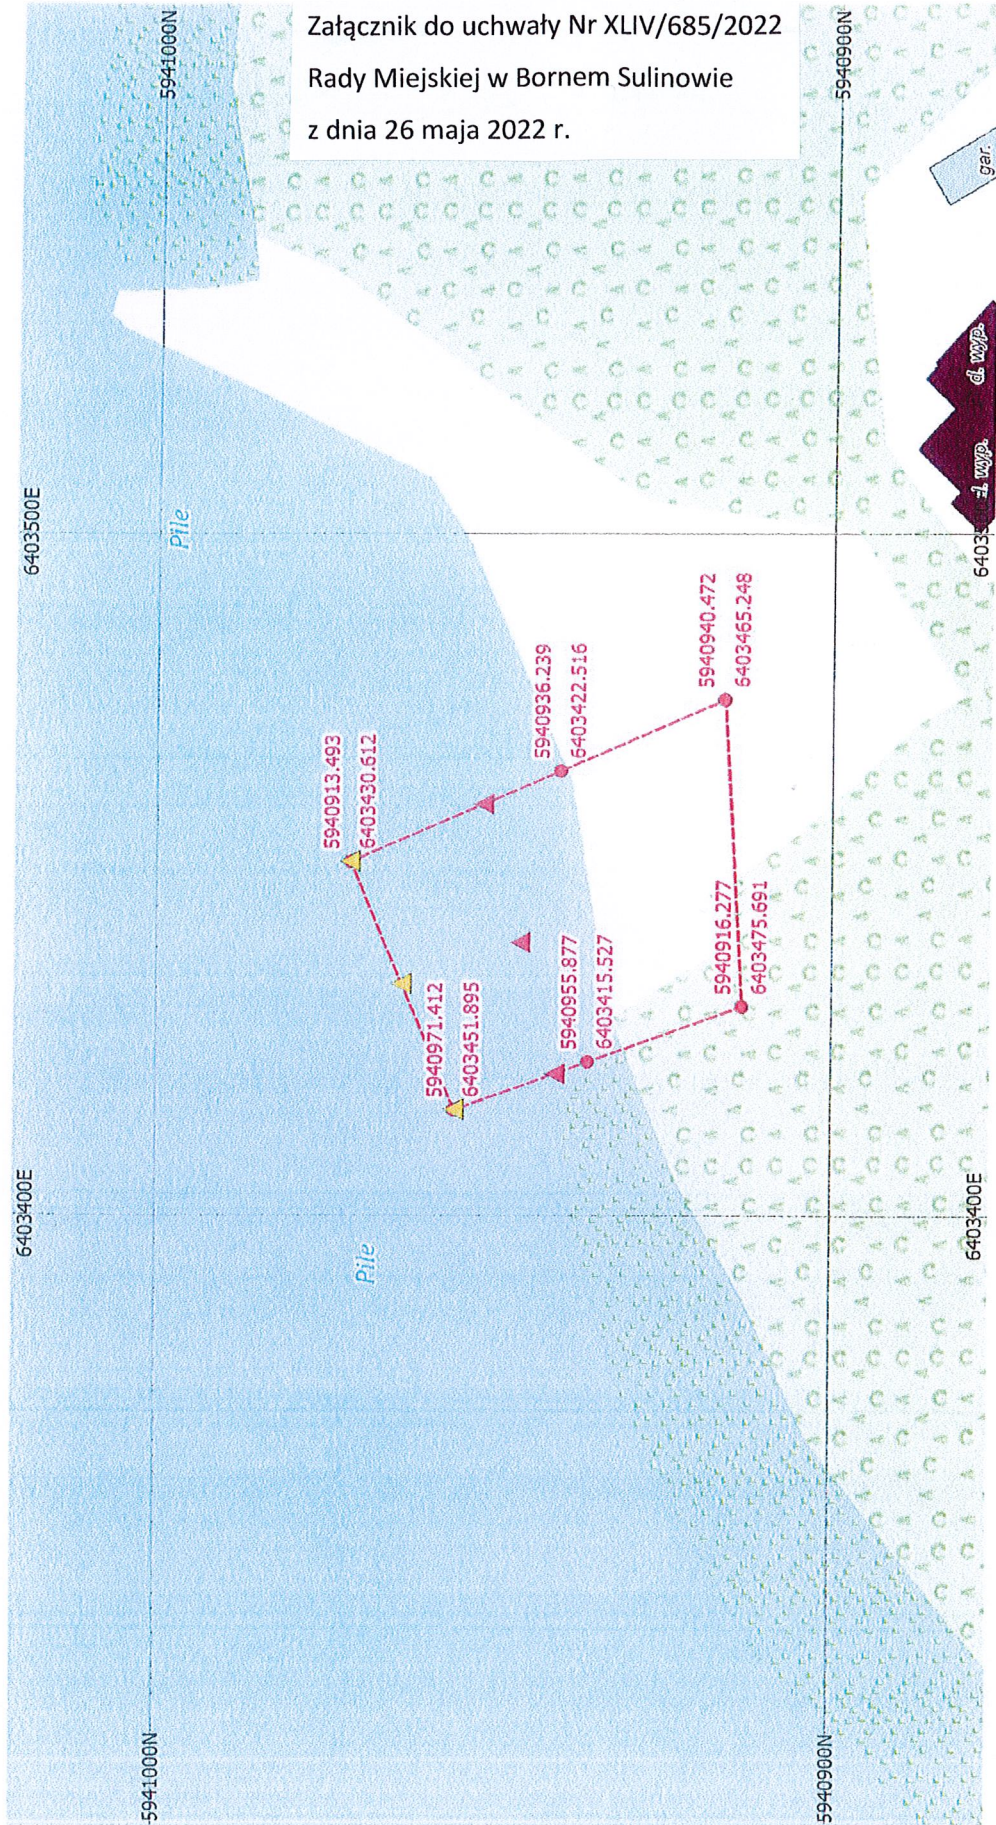 Załącznik do uchwały Nr XLIV/685/2022
Rady Miejskiej w Bornem Sulinowie
z dnia 26 maja 2022 r.
5941000N
5940900N
6403500E
Pile
gar.
d. wyp.
d. wyp.
5940913.493
6403430.612
5940936.239
6403422.516
5940940.472
6403465.248
5940971.412
6403451.895
5940955.877
6403415.527
5940916.277
6403475.691
6403400E
Pile
6403400E
5941000N
5940900N